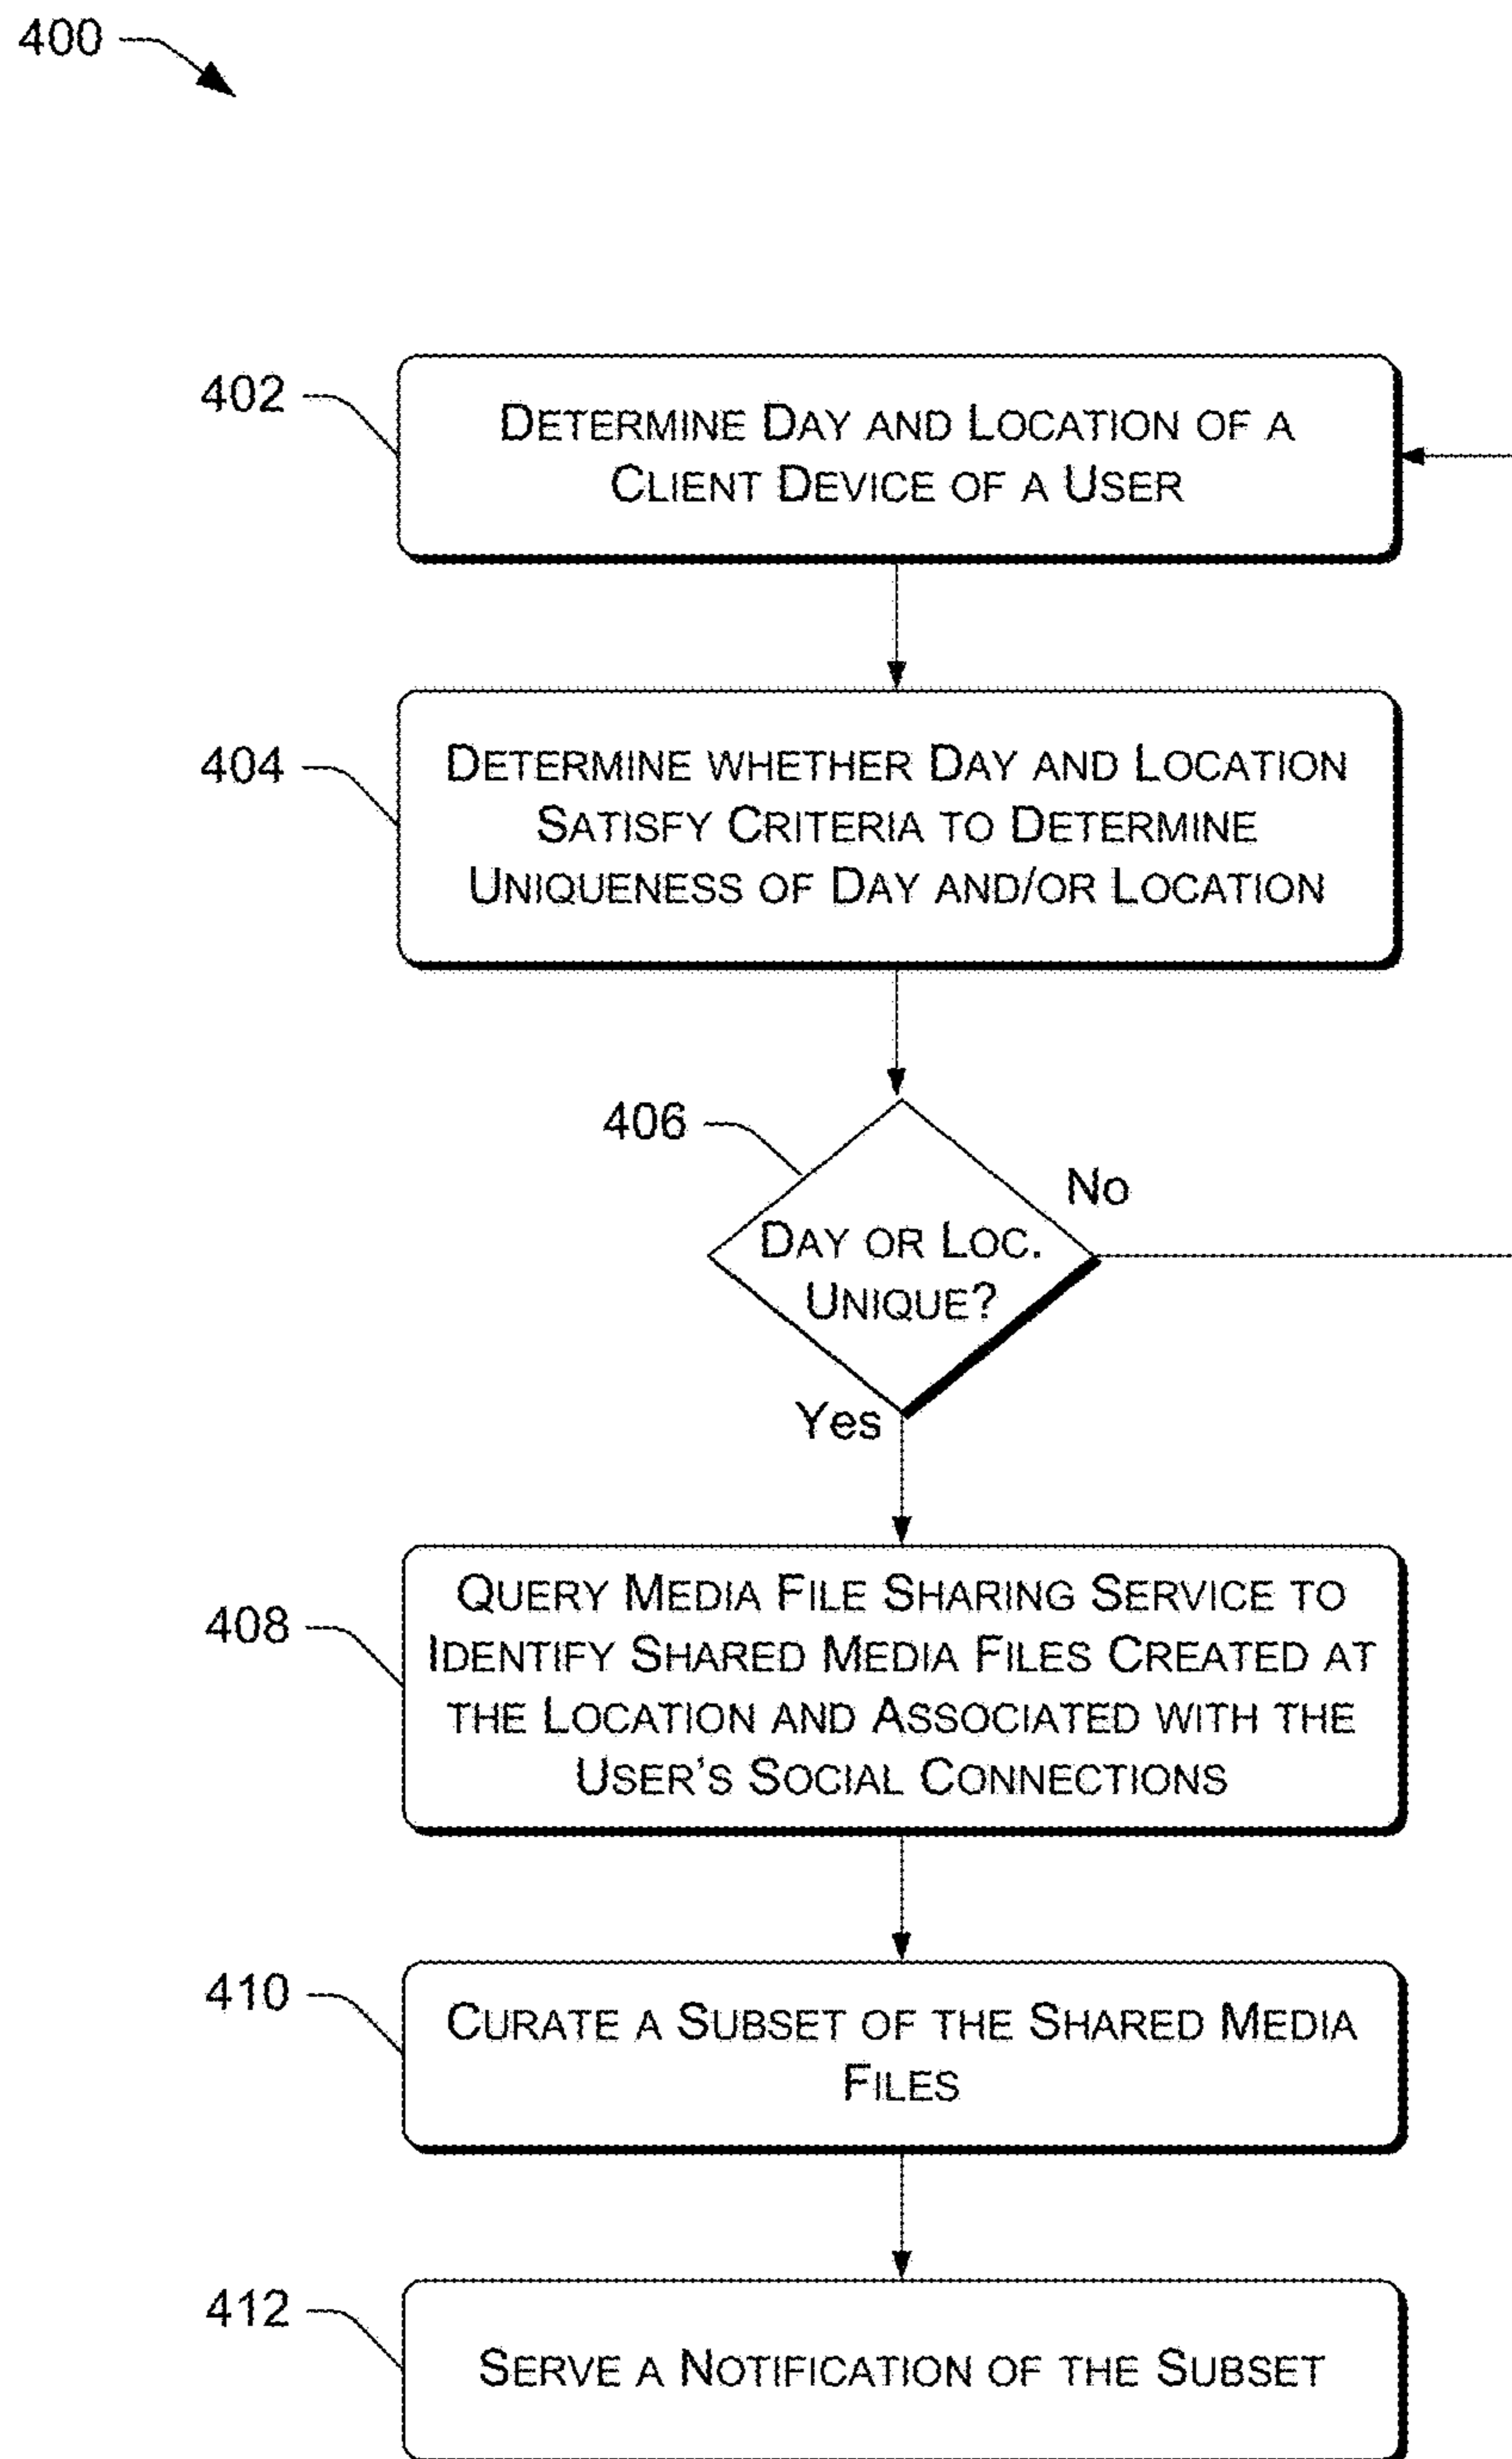 400
402
DETERMINE DAY AND LOCATION OF A
CLIENT DEVICE OF A USER
404
DETERMINE WHETHER DAY AND LOCATION
SATISFY CRITERIA TO DETERMINE
UNIQUENESS OF DAY AND/OR LOCATION
406
No
DAY OR LOC.
UNIQUE?
Yes
408
QUERY MEDIA FILE SHARING SERVICE TO
IDENTIFY SHARED MEDIA FILES CREATED AT
THE LOCATION AND ASSOCIATED WITH THE
USER'S SOCIAL CONNECTIONS
410
CURATE A SUBSET OF THE SHARED MEDIA
FILES
412
SERVE A NOTIFICATION OF THE SUBSET